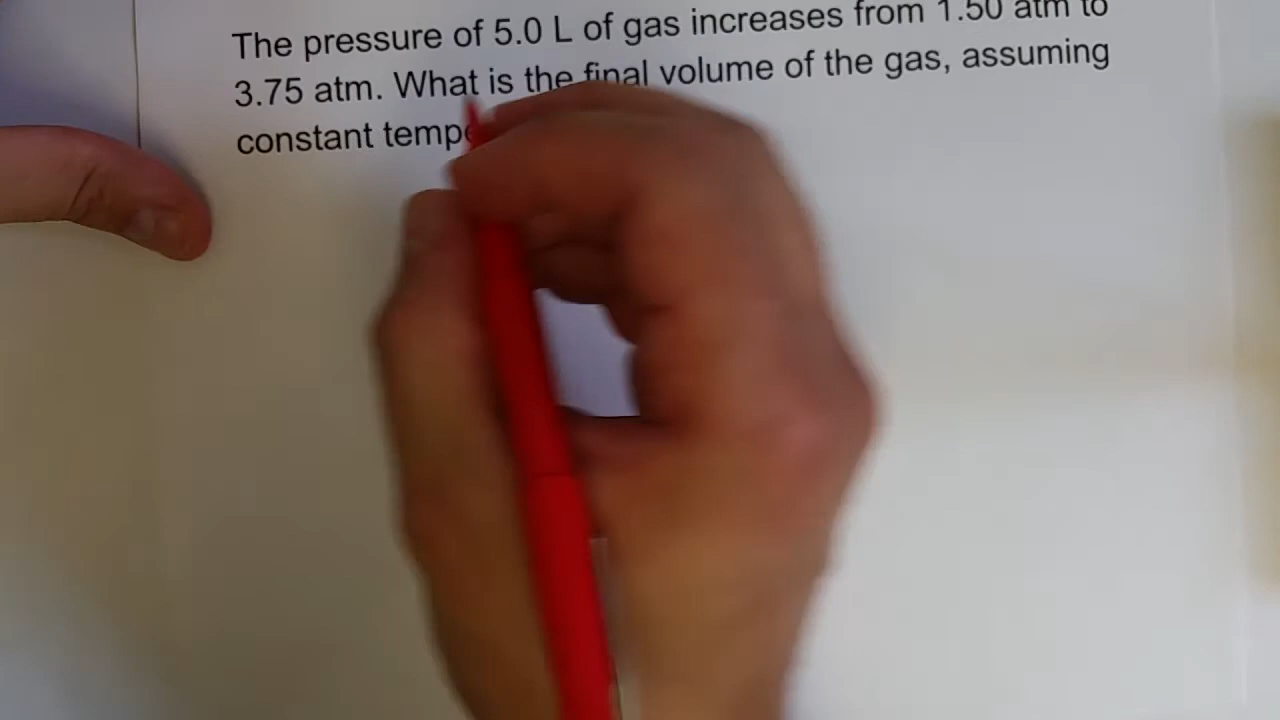 The pressure of 5.0 L of gas increases from 1.50 atm to
3.75 atm. What is the final volume of the gas, assuming
constant tempe